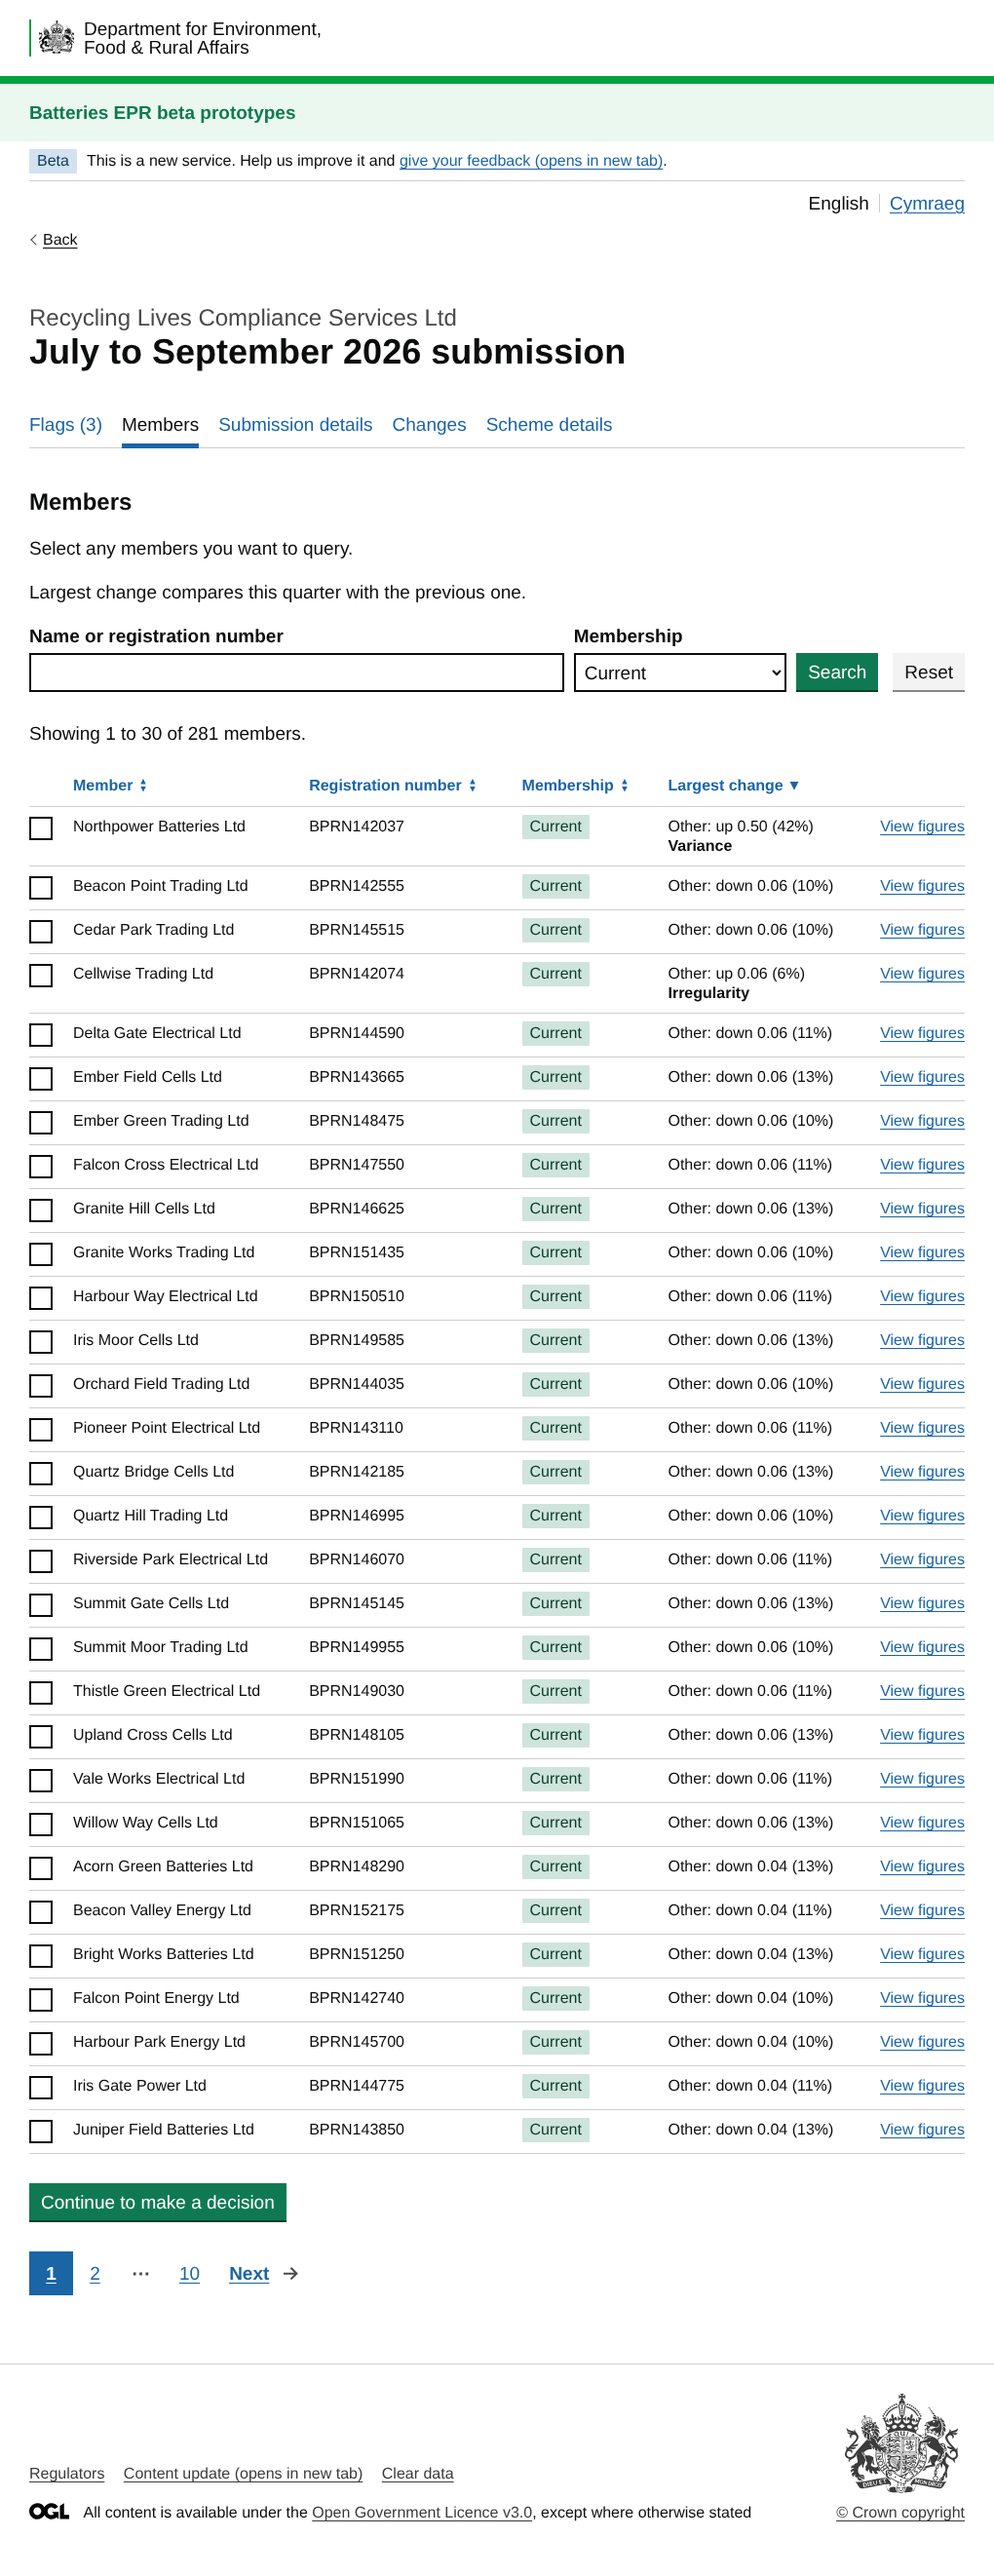 Department for Environment,
Food & Rural Affairs
Batteries EPR beta prototypes
Beta This is a new service. Help us improve it and give your feedback (opens in new tab).
English Cymraeg
Back
Recycling Lives Compliance Services Ltd
July to September 2026 submission
Flags (3) Members Submission details Changes Scheme details
Members
Select any members you want to query.
Largest change compares this quarter with the previous one.
Name or registration number Membership
Current Search Reset
Showing 1 to 30 of 281 members.
Member Registration number Membership Largest change
Northpower Batteries Ltd BPRN142037 Current Other: up 0.50 (42%) View figures
Variance
Beacon Point Trading Ltd BPRN142555 Current Other: down 0.06 (10%) View figures
Cedar Park Trading Ltd BPRN145515 Current Other: down 0.06 (10%) View figures
Cellwise Trading Ltd BPRN142074 Current Other: up 0.06 (6%) View figures
Irregularity
Delta Gate Electrical Ltd BPRN144590 Current Other: down 0.06 (11%) View figures
Ember Field Cells Ltd BPRN143665 Current Other: down 0.06 (13%) View figures
Ember Green Trading Ltd BPRN148475 Current Other: down 0.06 (10%) View figures
Falcon Cross Electrical Ltd BPRN147550 Current Other: down 0.06 (11%) View figures
Granite Hill Cells Ltd BPRN146625 Current Other: down 0.06 (13%) View figures
Granite Works Trading Ltd BPRN151435 Current Other: down 0.06 (10%) View figures
Harbour Way Electrical Ltd BPRN150510 Current Other: down 0.06 (11%) View figures
Iris Moor Cells Ltd BPRN149585 Current Other: down 0.06 (13%) View figures
Orchard Field Trading Ltd BPRN144035 Current Other: down 0.06 (10%) View figures
Pioneer Point Electrical Ltd BPRN143110 Current Other: down 0.06 (11%) View figures
Quartz Bridge Cells Ltd BPRN142185 Current Other: down 0.06 (13%) View figures
Quartz Hill Trading Ltd BPRN146995 Current Other: down 0.06 (10%) View figures
Riverside Park Electrical Ltd BPRN146070 Current Other: down 0.06 (11%) View figures
Summit Gate Cells Ltd BPRN145145 Current Other: down 0.06 (13%) View figures
Summit Moor Trading Ltd BPRN149955 Current Other: down 0.06 (10%) View figures
Thistle Green Electrical Ltd BPRN149030 Current Other: down 0.06 (11%) View figures
Upland Cross Cells Ltd BPRN148105 Current Other: down 0.06 (13%) View figures
Vale Works Electrical Ltd BPRN151990 Current Other: down 0.06 (11%) View figures
Willow Way Cells Ltd BPRN151065 Current Other: down 0.06 (13%) View figures
Acorn Green Batteries Ltd BPRN148290 Current Other: down 0.04 (13%) View figures
Beacon Valley Energy Ltd BPRN152175 Current Other: down 0.04 (11%) View figures
Bright Works Batteries Ltd BPRN151250 Current Other: down 0.04 (13%) View figures
Falcon Point Energy Ltd BPRN142740 Current Other: down 0.04 (10%) View figures
Harbour Park Energy Ltd BPRN145700 Current Other: down 0.04 (10%) View figures
Iris Gate Power Ltd BPRN144775 Current Other: down 0.04 (11%) View figures
Juniper Field Batteries Ltd BPRN143850 Current Other: down 0.04 (13%) View figures
Continue to make a decision
1 2 ⋯ 10 Next
Regulators Content update (opens in new tab) Clear data
OGL All content is available under the Open Government Licence v3.0, except where otherwise stated © Crown copyright